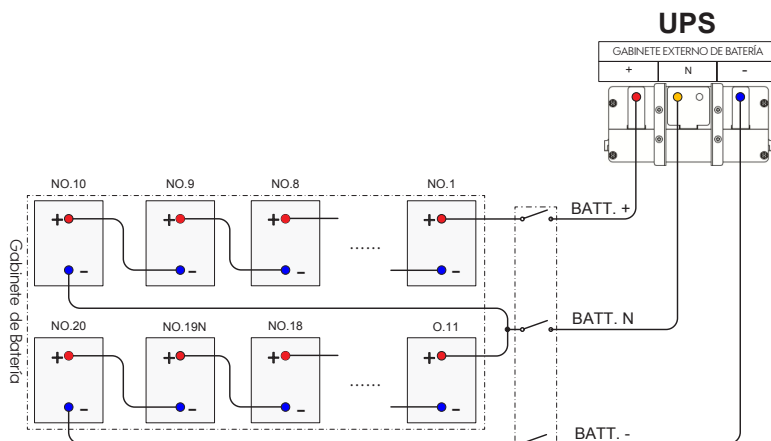 UPS
GABINETE EXTERNO DE BATERÍA
+ N -
NO.10 NO.9 NO.8 NO.1
+ + + +
- - - -
......
BATT. +
Gabinete de Batería
BATT. N
NO.20 NO.19N NO.18 O.11
+ + + +
- - - -
......
BATT. -